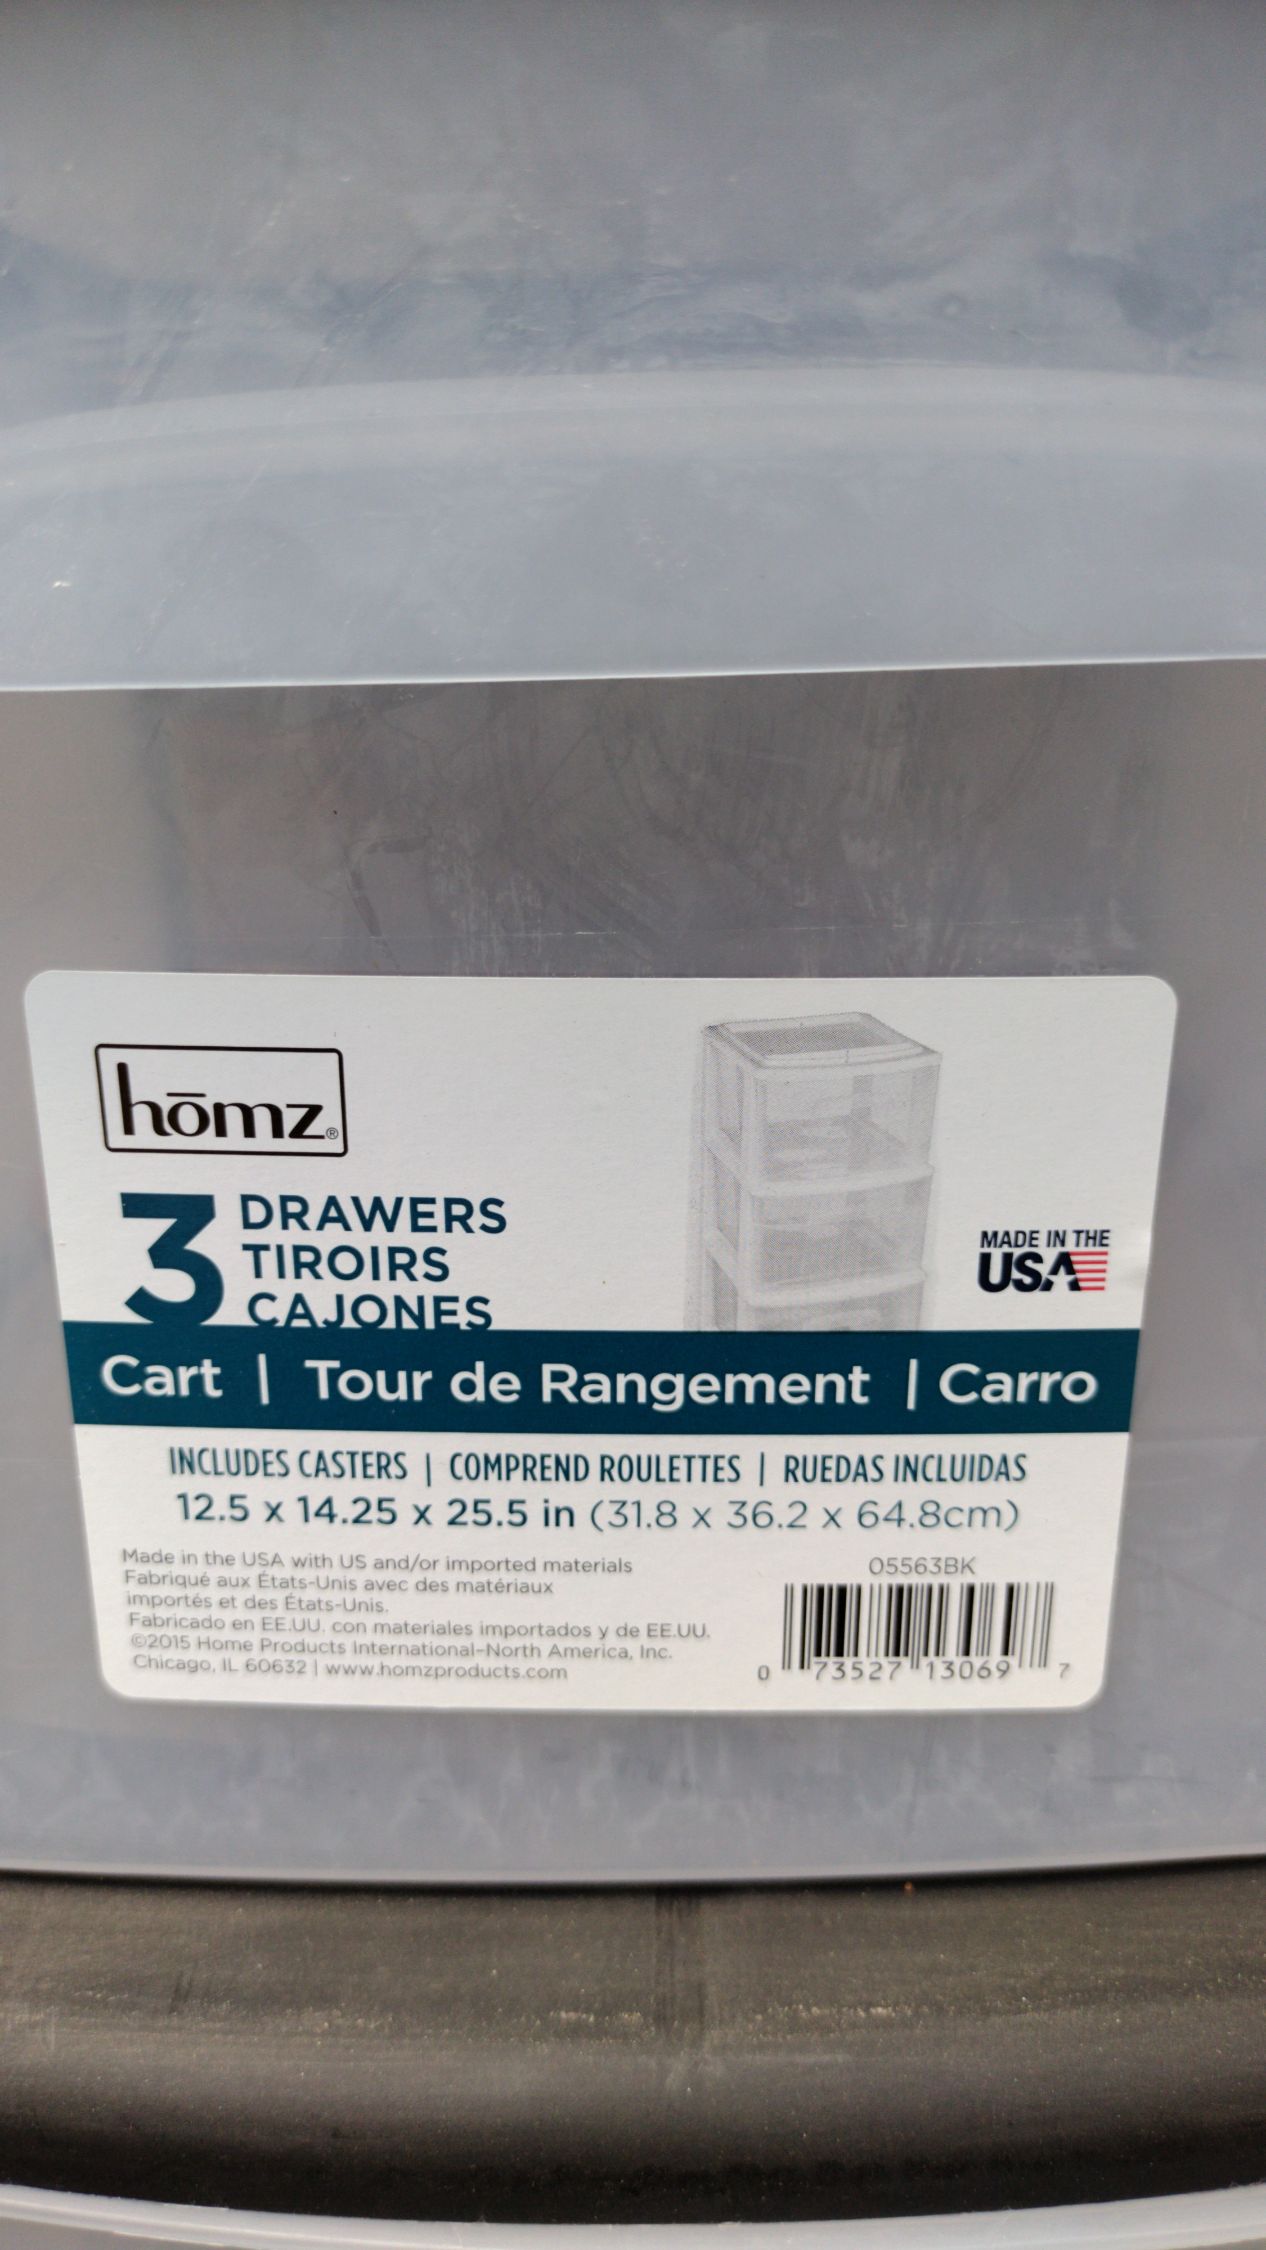 hōmz®
3 DRAWERS
TIROIRS
CAJONES
MADE IN THE
USA
Cart | Tour de Rangement | Carro
INCLUDES CASTERS | COMPREND ROULETTES | RUEDAS INCLUIDAS
12.5 x 14.25 x 25.5 in (31.8 x 36.2 x 64.8cm)
Made in the USA with US and/or imported materials
Fabriqué aux États-Unis avec des matériaux
importés et des États-Unis.
Fabricado en EE.UU. con materiales importados y de EE.UU.
©2015 Home Products International-North America, Inc.
Chicago, IL 60632 | www.homzproducts.com
05563BK
0 73527 13069 7